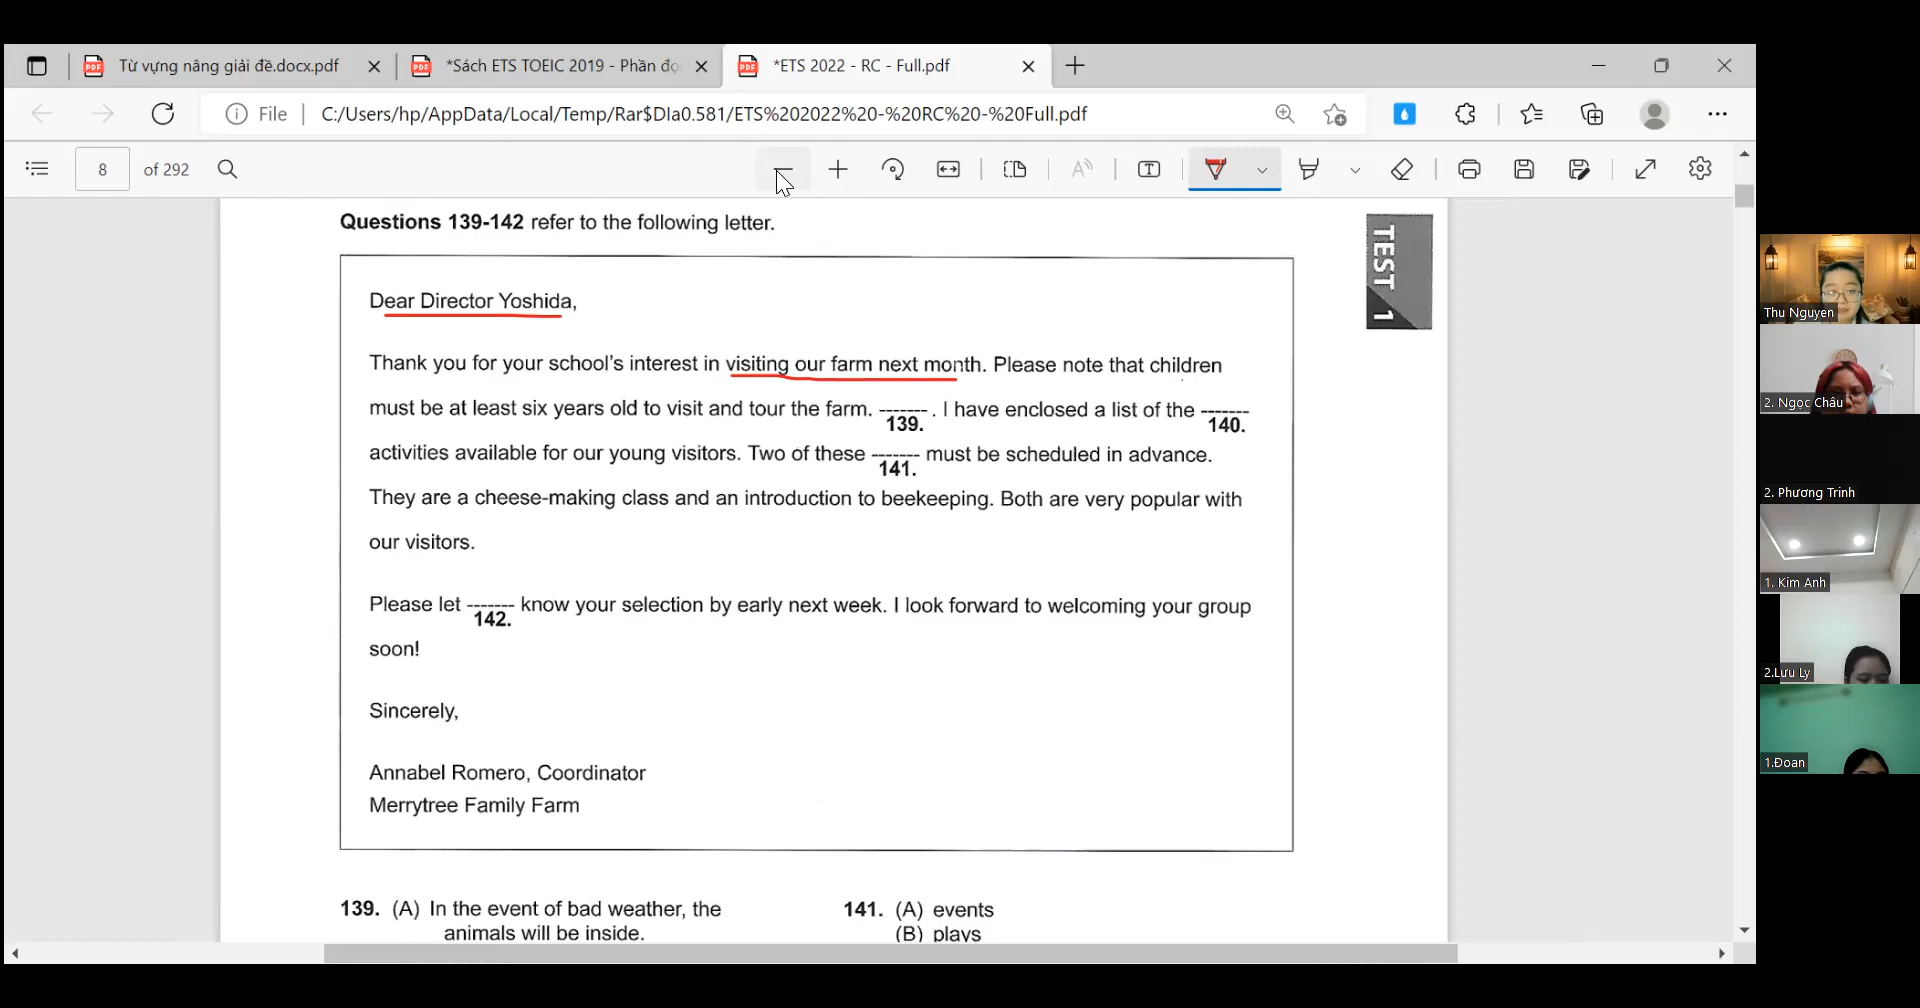 Từ vựng nâng giải đề.docx.pdf
*Sách ETS TOEIC 2019 - Phần đọ
*ETS 2022 - RC - Full.pdf
File
C:/Users/hp/AppData/Local/Temp/Rar$DIa0.581/ETS%202022%20-%20RC%20-%20Full.pdf
8 of 292
Questions 139-142 refer to the following letter.
TEST 1
Dear Director Yoshida,
Thank you for your school's interest in visiting our farm next month. Please note that children
must be at least six years old to visit and tour the farm. ------- . I have enclosed a list of the -------
139. 140.
activities available for our young visitors. Two of these ------- must be scheduled in advance.
141.
They are a cheese-making class and an introduction to beekeeping. Both are very popular with
our visitors.
Please let ------- know your selection by early next week. I look forward to welcoming your group
142.
soon!
Sincerely,
Annabel Romero, Coordinator
Merrytree Family Farm
139. (A) In the event of bad weather, the
animals will be inside.
141. (A) events
(B) plays
Thu Nguyen
2. Ngọc Châu
2. Phương Trinh
1. Kim Anh
2.Lưu Ly
1.Đoan